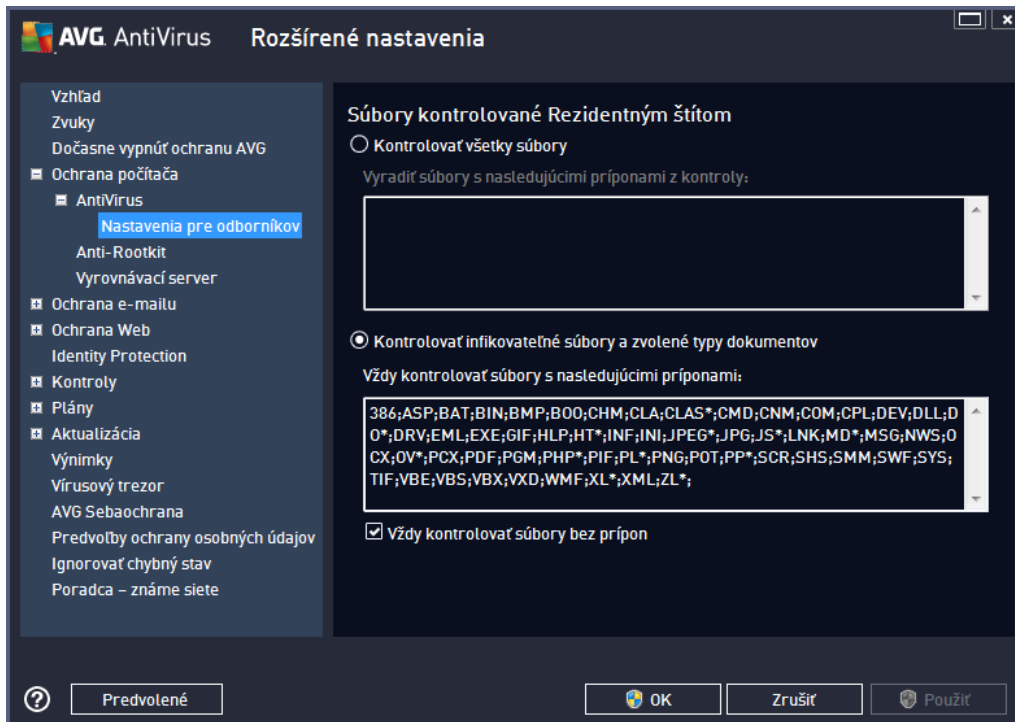 AVG. AntiVirus Rozšírené nastavenia
Vzhľad
Zvuky
Dočasne vypnúť ochranu AVG
Ochrana počítača
AntiVirus
Nastavenia pre odborníkov
Anti-Rootkit
Vyrovnávací server
Ochrana e-mailu
Ochrana Web
Identity Protection
Kontroly
Plány
Aktualizácia
Výnimky
Vírusový trezor
AVG Sebaochrana
Predvoľby ochrany osobných údajov
Ignorovať chybný stav
Poradca – známe siete
Súbory kontrolované Rezidentným štítom
Kontrolovať všetky súbory
Vyradiť súbory s nasledujúcimi príponami z kontroly:
Kontrolovať infikovateľné súbory a zvolené typy dokumentov
Vždy kontrolovať súbory s nasledujúcimi príponami:
386;ASP;BAT;BIN;BMP;BOO;CHM;CLA;CLAS*;CMD;CNM;COM;CPL;DEV;DLL;D
O*;DRV;EML;EXE;GIF;HLP;HT*;INF;INI;JPEG*;JPG;JS*;LNK;MD*;MSG;NWS;O
CX;OV*;PCX;PDF;PGM;PHP*;PIF;PL*;PNG;POT;PP*;SCR;SHS;SMM;SWF;SYS;
TIF;VBE;VBS;VBX;VXD;WMF;XL*;XML;ZL*;
Vždy kontrolovať súbory bez prípon
Predvolené
OK
Zrušiť
Použiť